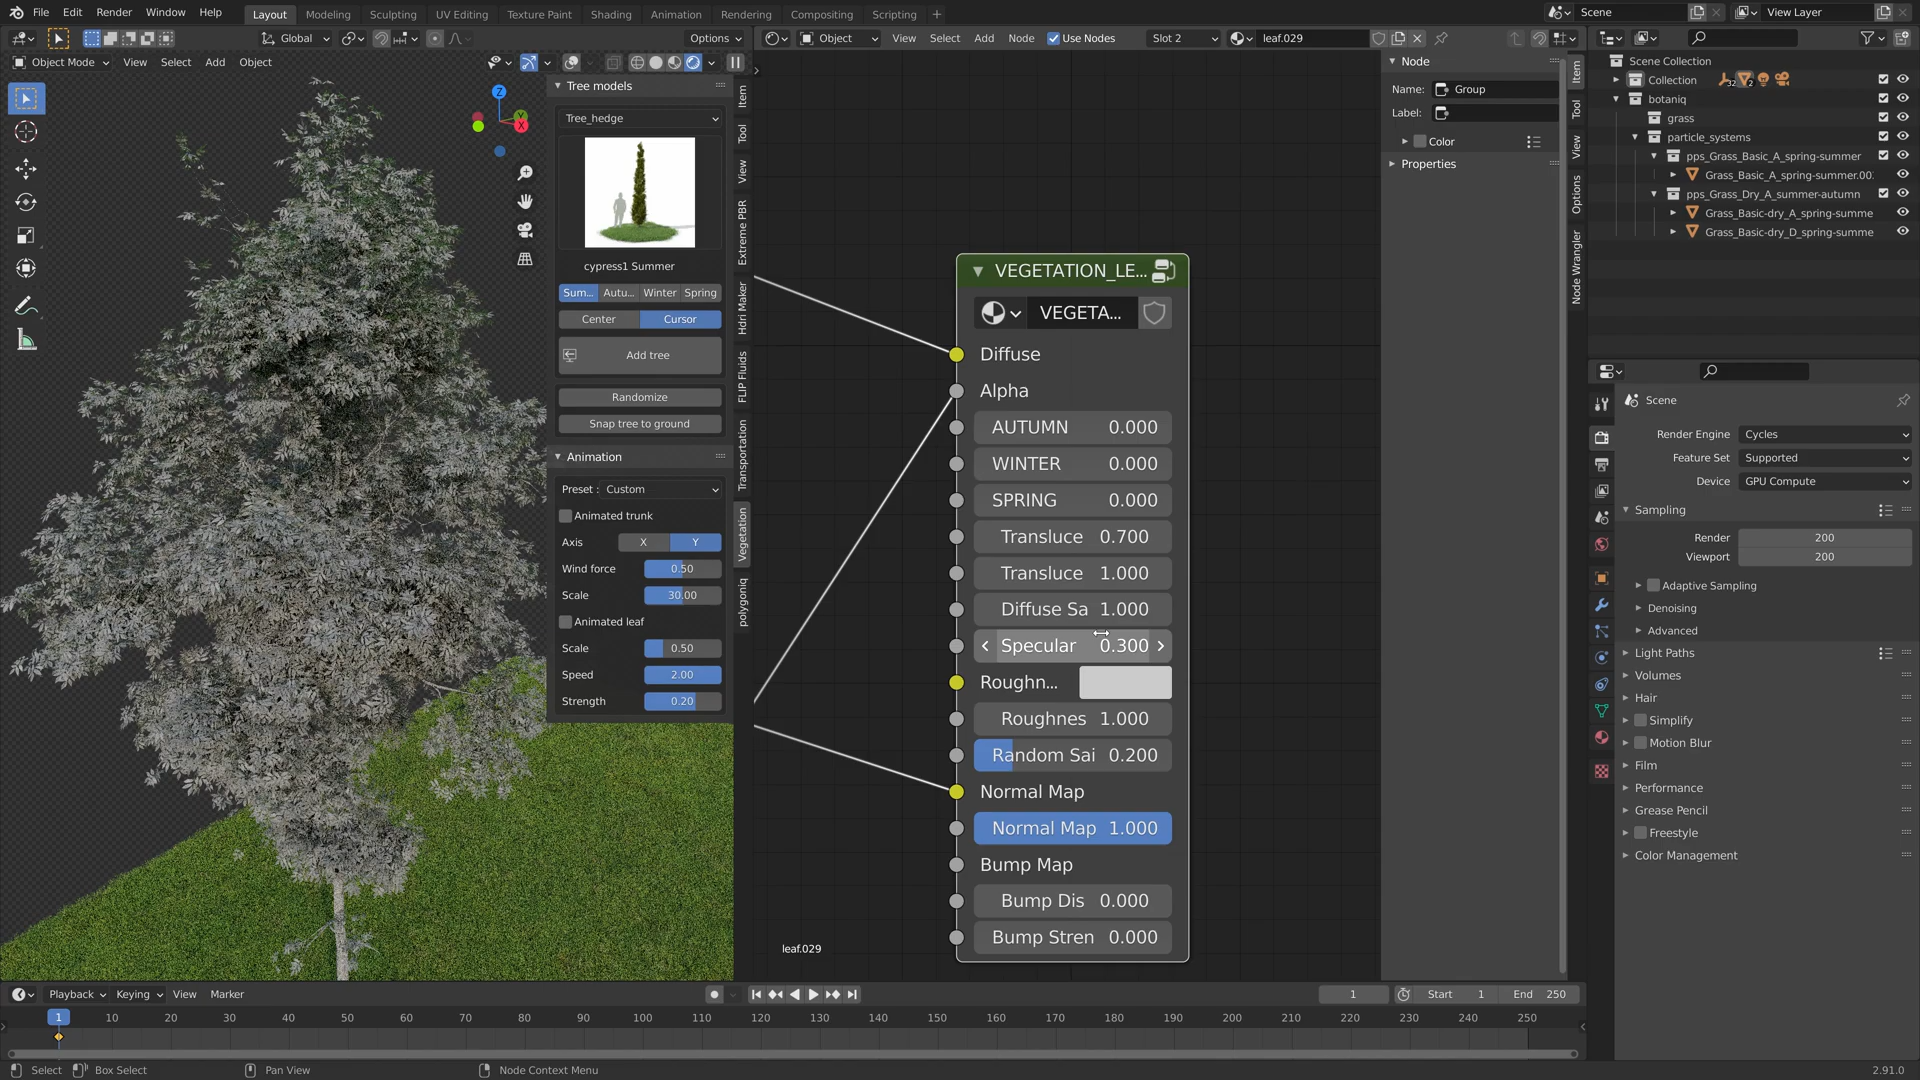 File Edit Render Window Help
Layout Modeling Sculpting UV Editing Texture Paint Shading Animation Rendering Compositing Scripting +
Scene
View Layer
Global
Options
Object
View Select Add Node
Use Nodes
Slot 2
leaf.029
Object Mode
View Select Add Object
Z
Y
X
Tree models
Tree_hedge
cypress1 Summer
Sum... Autu... Winter Spring
Center Cursor
Add tree
Randomize
Snap tree to ground
Animation
Preset : Custom
Animated trunk
Axis X Y
Wind force 0.50
Scale 30.00
Animated leaf
Scale 0.50
Speed 2.00
Strength 0.20
Item
Tool
View
Extreme PBR
Hdri Maker
FLIP Fluids
Transportation
Vegetation
polygoniq
VEGETATION_LE...
VEGETA...
Diffuse
Alpha
AUTUMN 0.000
WINTER 0.000
SPRING 0.000
Transluce 0.700
Transluce 1.000
Diffuse Sa 1.000
Specular 0.300
Roughn...
Roughnes 1.000
Random Sai 0.200
Normal Map
Normal Map 1.000
Bump Map
Bump Dis 0.000
Bump Stren 0.000
leaf.029
Node
Name: Group
Label:
Color
Properties
Item
Tool
View
Options
Node Wrangler
Scene Collection
Collection 32 2
botaniq
grass
particle_systems
pps_Grass_Basic_A_spring-summer
Grass_Basic_A_spring-summer.00
pps_Grass_Dry_A_summer-autumn
Grass_Basic-dry_A_spring-summe
Grass_Basic-dry_D_spring-summe
Scene
Render Engine Cycles
Feature Set Supported
Device GPU Compute
Sampling
Render 200
Viewport 200
Adaptive Sampling
Denoising
Advanced
Light Paths
Volumes
Hair
Simplify
Motion Blur
Film
Performance
Grease Pencil
Freestyle
Color Management
Playback Keying View Marker
1
Start 1
End 250
1 10 20 30 40 50 60 70 80 90 100 110 120 130 140 150 160 170 180 190 200 210 220 230 240 250
Select Box Select Pan View Node Context Menu
2.91.0